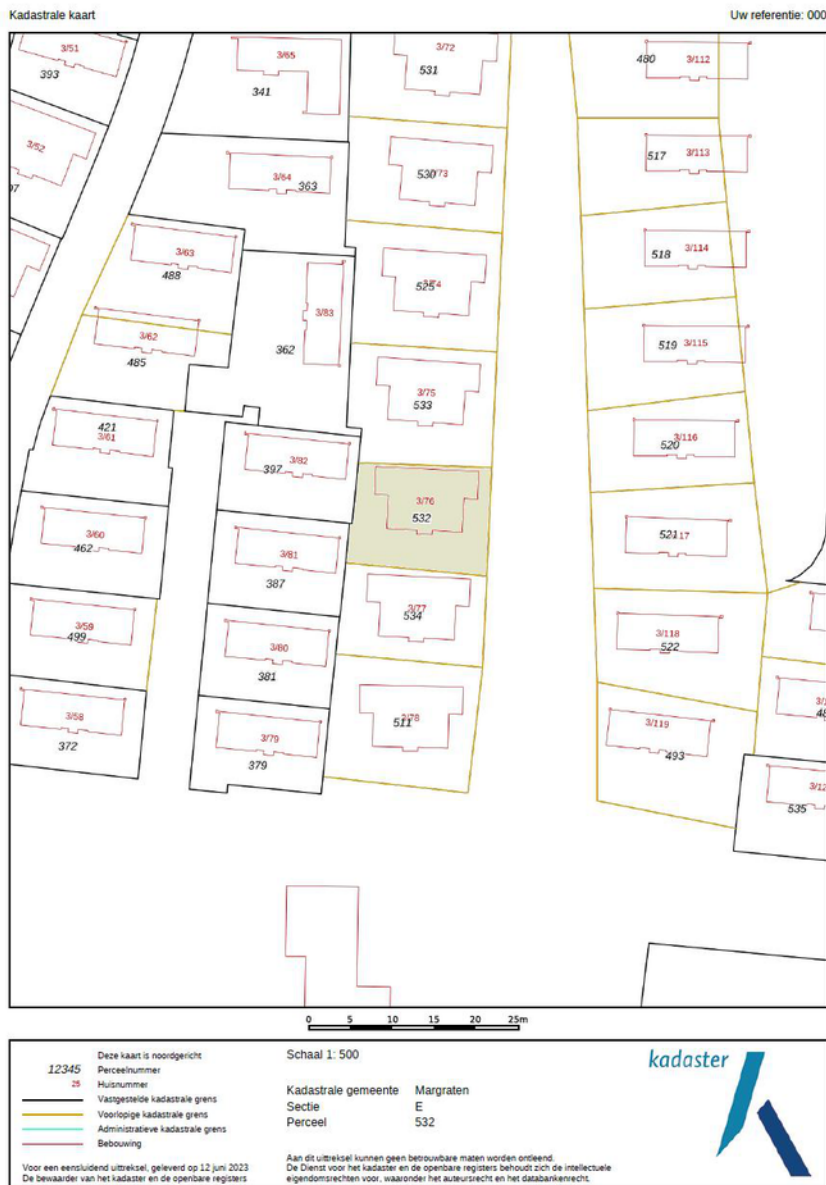 Kadastrale kaart
Uw referentie: 000
3/51
393
3/65
341
3/72
531
480
3/112
3/52
3/64
363
530
517
3/113
3/63
488
518
3/114
3/83
362
3/62
485
519
3/115
3/75
533
421
3/61
3/82
397
520
3/116
3/76
532
3/60
462
3/81
387
521
3/77
534
3/59
499
3/80
381
3/118
522
3/58
372
3/79
379
511
3/119
493
535
0 5 10 15 20 25m
Deze kaart is noordgericht
12345 Perceelnummer
25 Huisnummer
Vastgestelde kadastrale grens
Voorlopige kadastrale grens
Administratieve kadastrale grens
Bebouwing
Voor een eensluidend uittreksel, geleverd op 12 juni 2023
De bewaarder van het kadaster en de openbare registers
Schaal 1: 500
Kadastrale gemeente Margraten
Sectie E
Perceel 532
Aan dit uittreksel kunnen geen betrouwbare maten worden ontleend.
De Dienst voor het kadaster en de openbare registers behoudt zich de intellectuele
eigendomsrechten voor, waaronder het auteursrecht en het databankenrecht.
kadaster